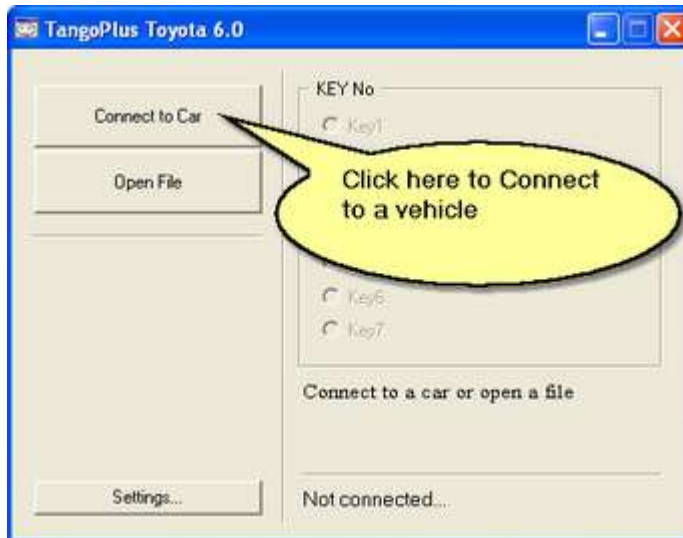 TangoPlus Toyota 6.0
Connect to Car
Open File
Settings...
KEY No
Key1
Click here to Connect
to a vehicle
Key6
Key7
Connect to a car or open a file
Not connected...